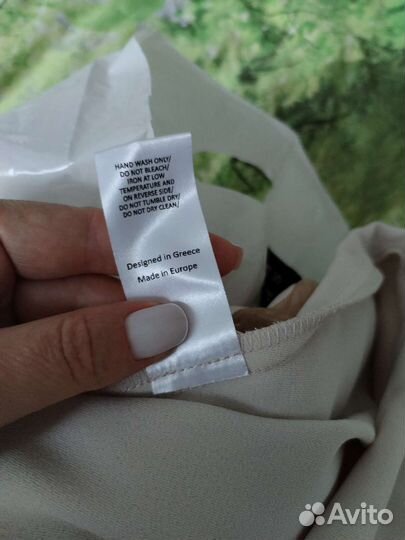 HAND WASH ONLY/
DO NOT BLEACH/
IRON AT LOW
TEMPERATURE AND
ON REVERSE SIDE/
DO NOT TUMBLE DRY/
DO NOT DRY CLEAN/
Designed in Greece
Made in Europe
Avito